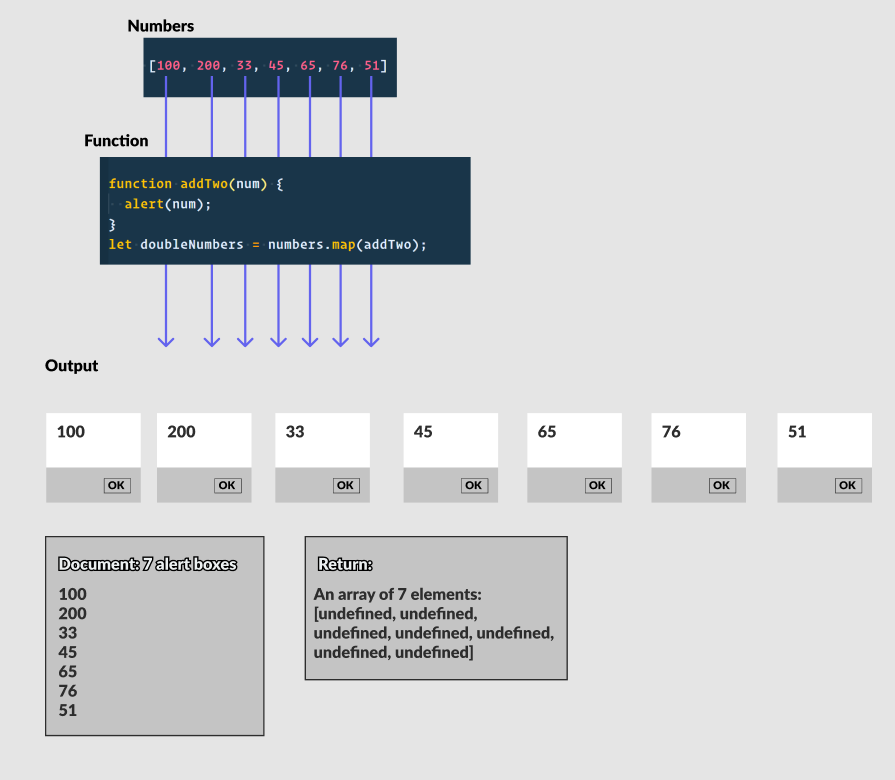 Numbers
[100, 200, 33, 45, 65, 76, 51]
Function
function addTwo(num) {
alert(num);
}
let doubleNumbers = numbers.map(addTwo);
Output
100 200 33 45 65 76 51
OK OK OK OK OK OK OK
Document: 7 alert boxes
100
200
33
45
65
76
51
Return:
An array of 7 elements:
[undefined, undefined,
undefined, undefined, undefined,
undefined, undefined]